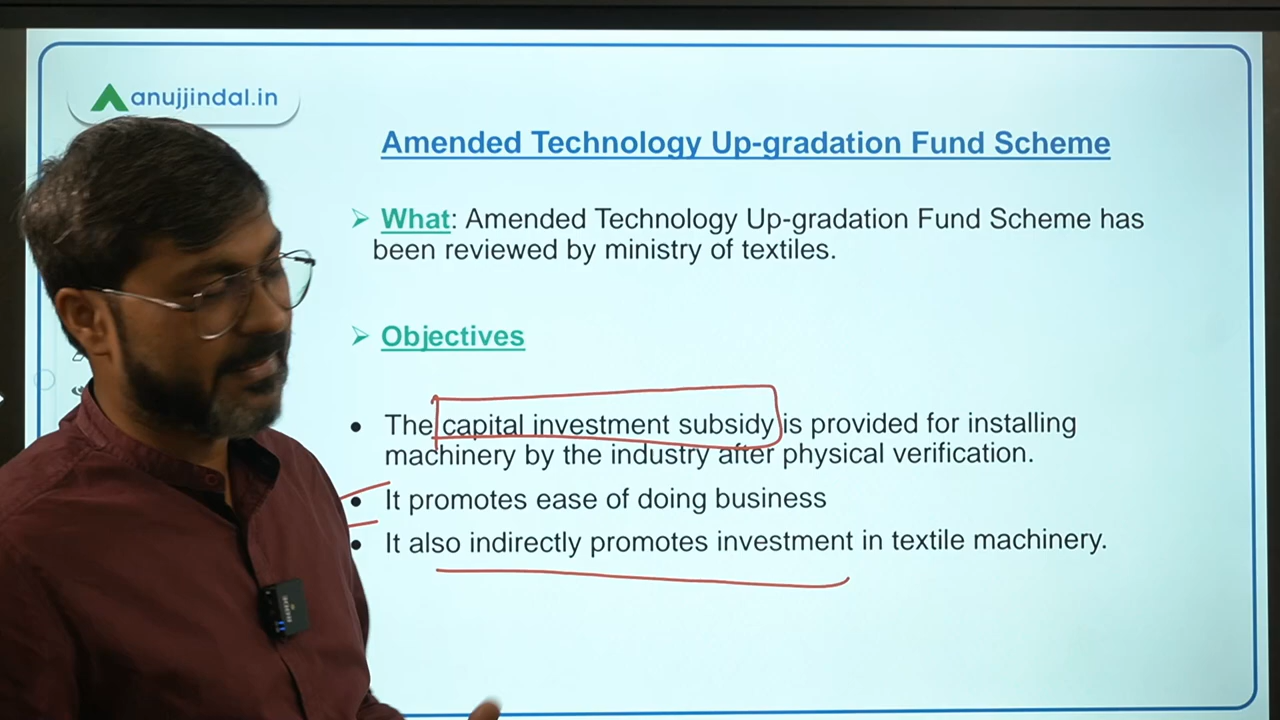 anujjindal.in
Amended Technology Up-gradation Fund Scheme
➢ What: Amended Technology Up-gradation Fund Scheme has
been reviewed by ministry of textiles.
➢ Objectives
• The capital investment subsidy is provided for installing
machinery by the industry after physical verification.
• It promotes ease of doing business
• It also indirectly promotes investment in textile machinery.